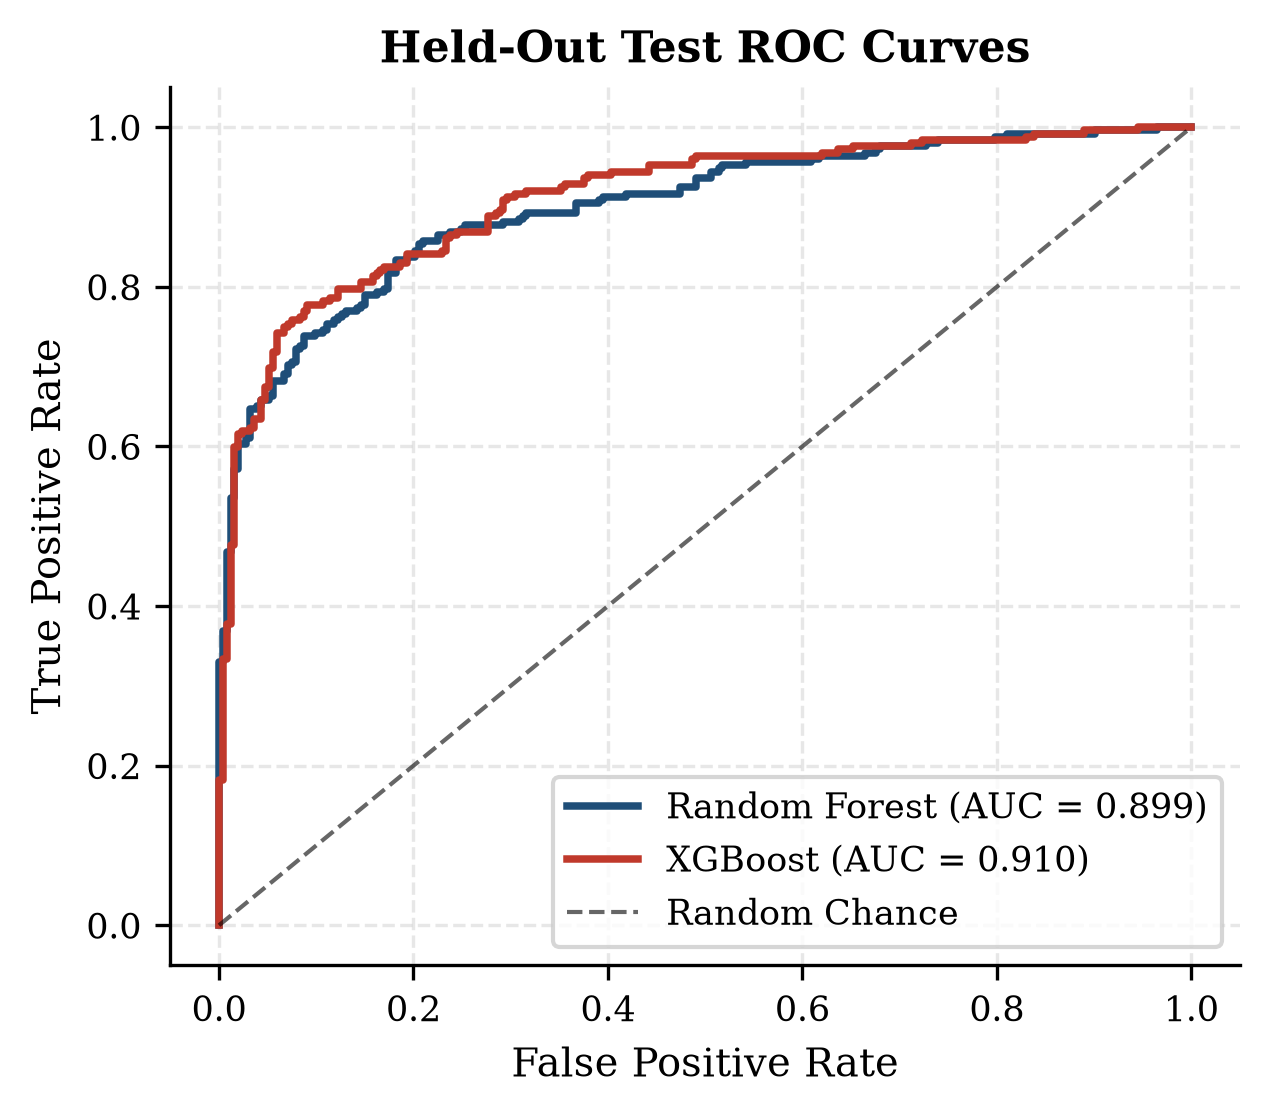 Held-Out Test ROC Curves
True Positive Rate
1.0
0.8
0.6
0.4
0.2
0.0
Random Forest (AUC = 0.899)
XGBoost (AUC = 0.910)
Random Chance
0.0 0.2 0.4 0.6 0.8 1.0
False Positive Rate